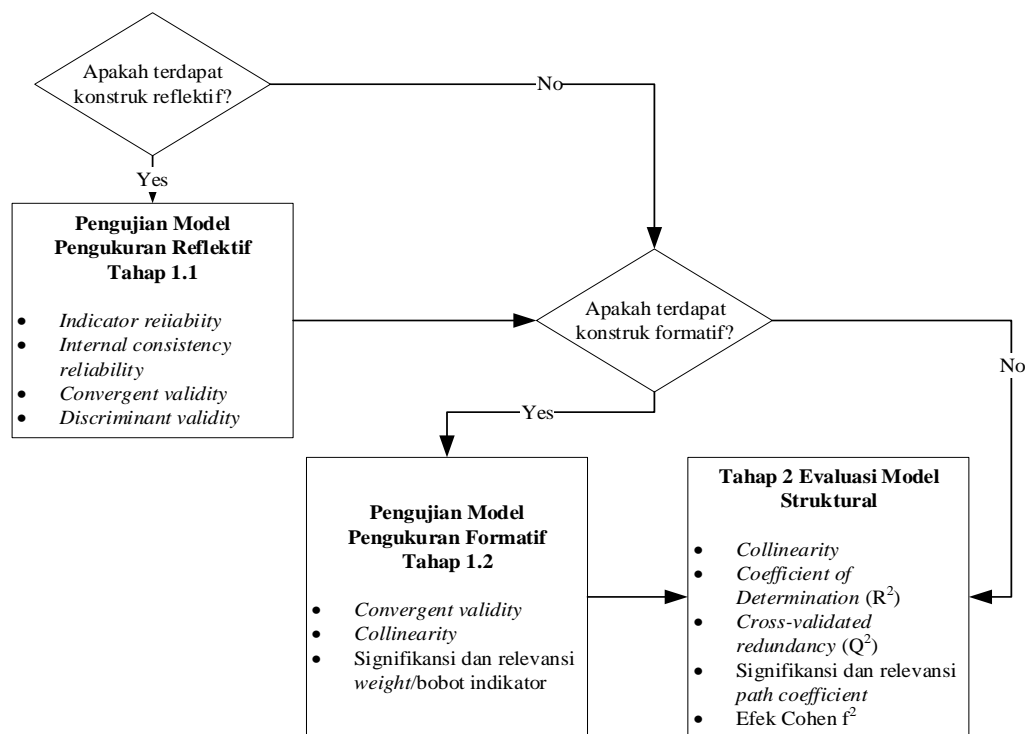 Apakah terdapat
konstruk reflektif?
No
Yes
Pengujian Model
Pengukuran Reflektif
Tahap 1.1
• Indicator reiiabiity
• Internal consistency
reliability
• Convergent validity
• Discriminant validity
Apakah terdapat
konstruk formatif?
No
Yes
Pengujian Model
Pengukuran Formatif
Tahap 1.2
• Convergent validity
• Collinearity
• Signifikansi dan relevansi
weight/bobot indikator
Tahap 2 Evaluasi Model
Struktural
• Collinearity
• Coefficient of
Determination (R²)
• Cross-validated
redundancy (Q²)
• Signifikansi dan relevansi
path coefficient
• Efek Cohen f²